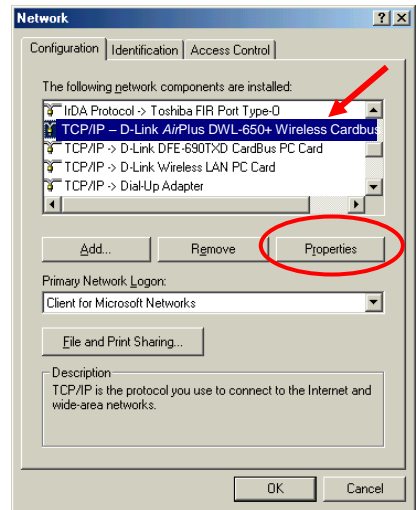 Network
Configuration Identification Access Control
The following network components are installed:
IrDA Protocol -> Toshiba FIR Port Type-O
TCP/IP – D-Link AirPlus DWL-650+ Wireless Cardbus
TCP/IP -> D-Link DFE-690TXD CardBus PC Card
TCP/IP -> D-Link Wireless LAN PC Card
TCP/IP -> Dial-Up Adapter
Add... Remove Properties
Primary Network Logon:
Client for Microsoft Networks
File and Print Sharing...
Description
TCP/IP is the protocol you use to connect to the Internet and
wide-area networks.
OK Cancel